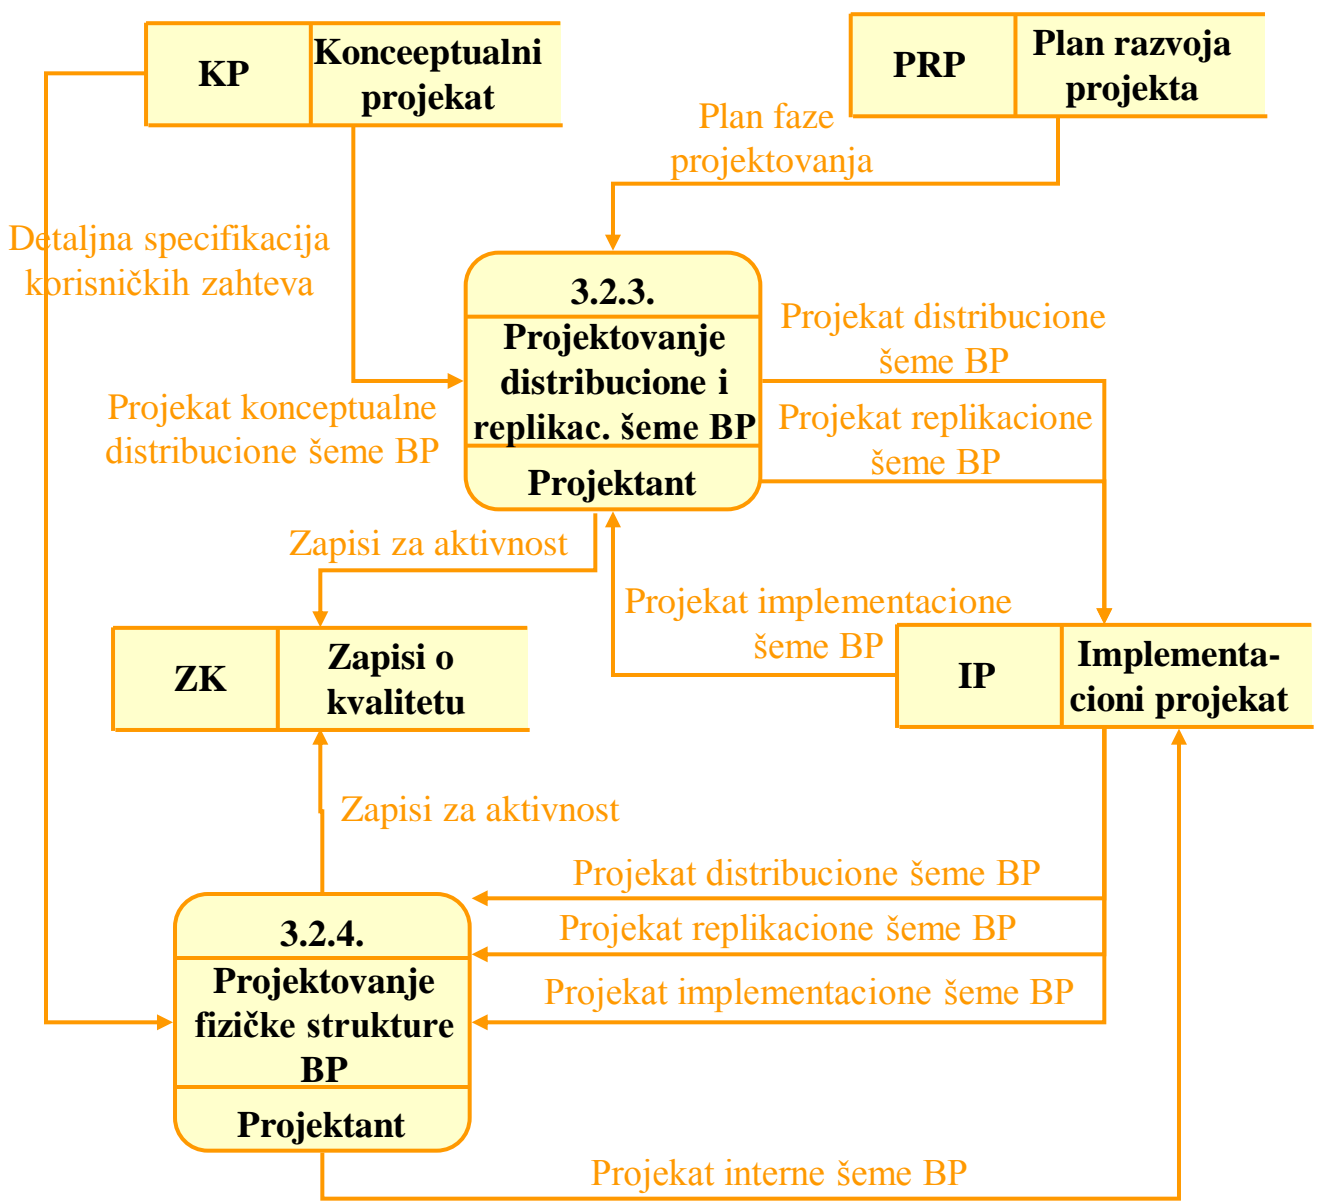 KP
Konceeptualni
projekat
PRP
Plan razvoja
projekta
Plan faze
projektovanja
Detaljna specifikacija
korisničkih zahteva
3.2.3.
Projektovanje
distribucione i
replikac. šeme BP
Projektant
Projekat distribucione
šeme BP
Projekat konceptualne
distribucione šeme BP
Projekat replikacione
šeme BP
Zapisi za aktivnost
Projekat implementacione
šeme BP
ZK
Zapisi o
kvalitetu
IP
Implementa-
cioni projekat
Zapisi za aktivnost
Projekat distribucione šeme BP
Projekat replikacione šeme BP
Projekat implementacione šeme BP
3.2.4.
Projektovanje
fizičke strukture
BP
Projektant
Projekat interne šeme BP